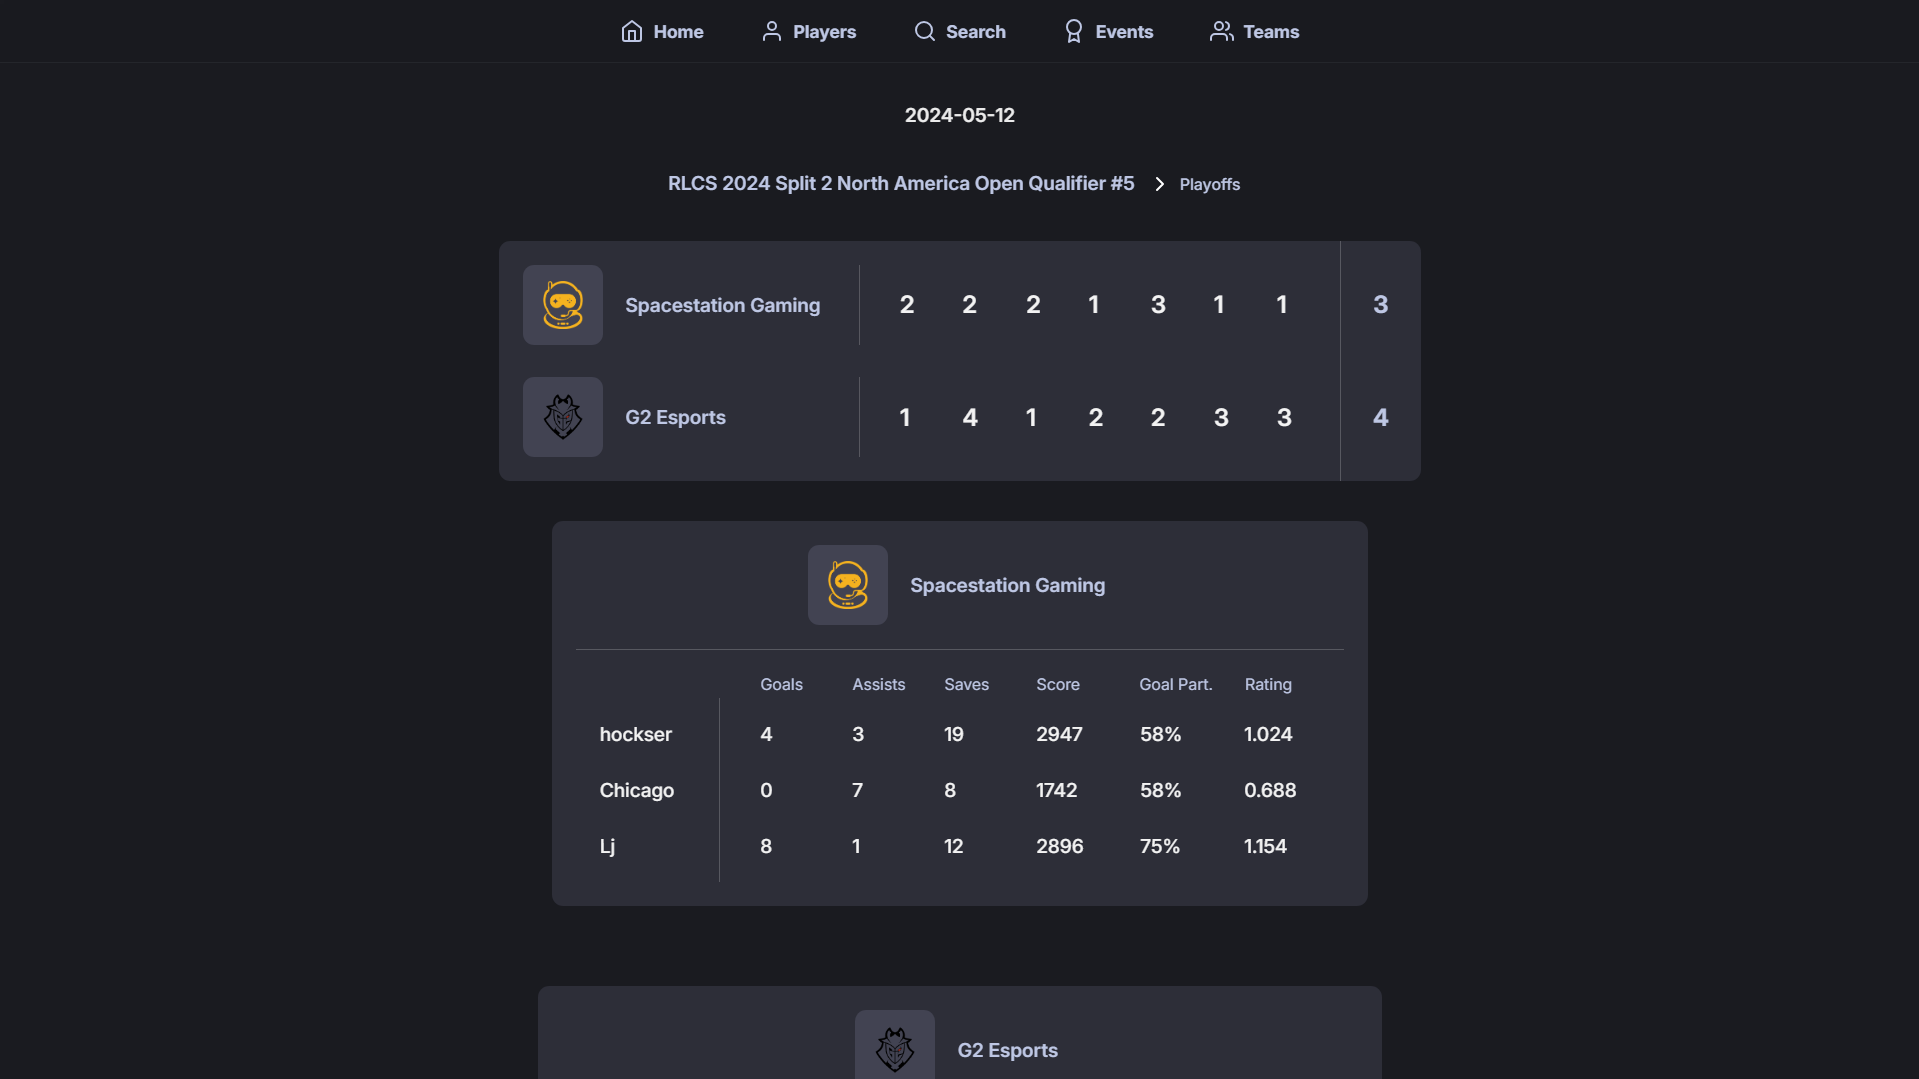 Home Players Search Events Teams
2024-05-12
RLCS 2024 Split 2 North America Open Qualifier #5 Playoffs
Spacestation Gaming 2 2 2 1 3 1 1 3
G2 Esports 1 4 1 2 2 3 3 4
Spacestation Gaming
Goals Assists Saves Score Goal Part. Rating
hockser 4 3 19 2947 58% 1.024
Chicago 0 7 8 1742 58% 0.688
Lj 8 1 12 2896 75% 1.154
G2 Esports